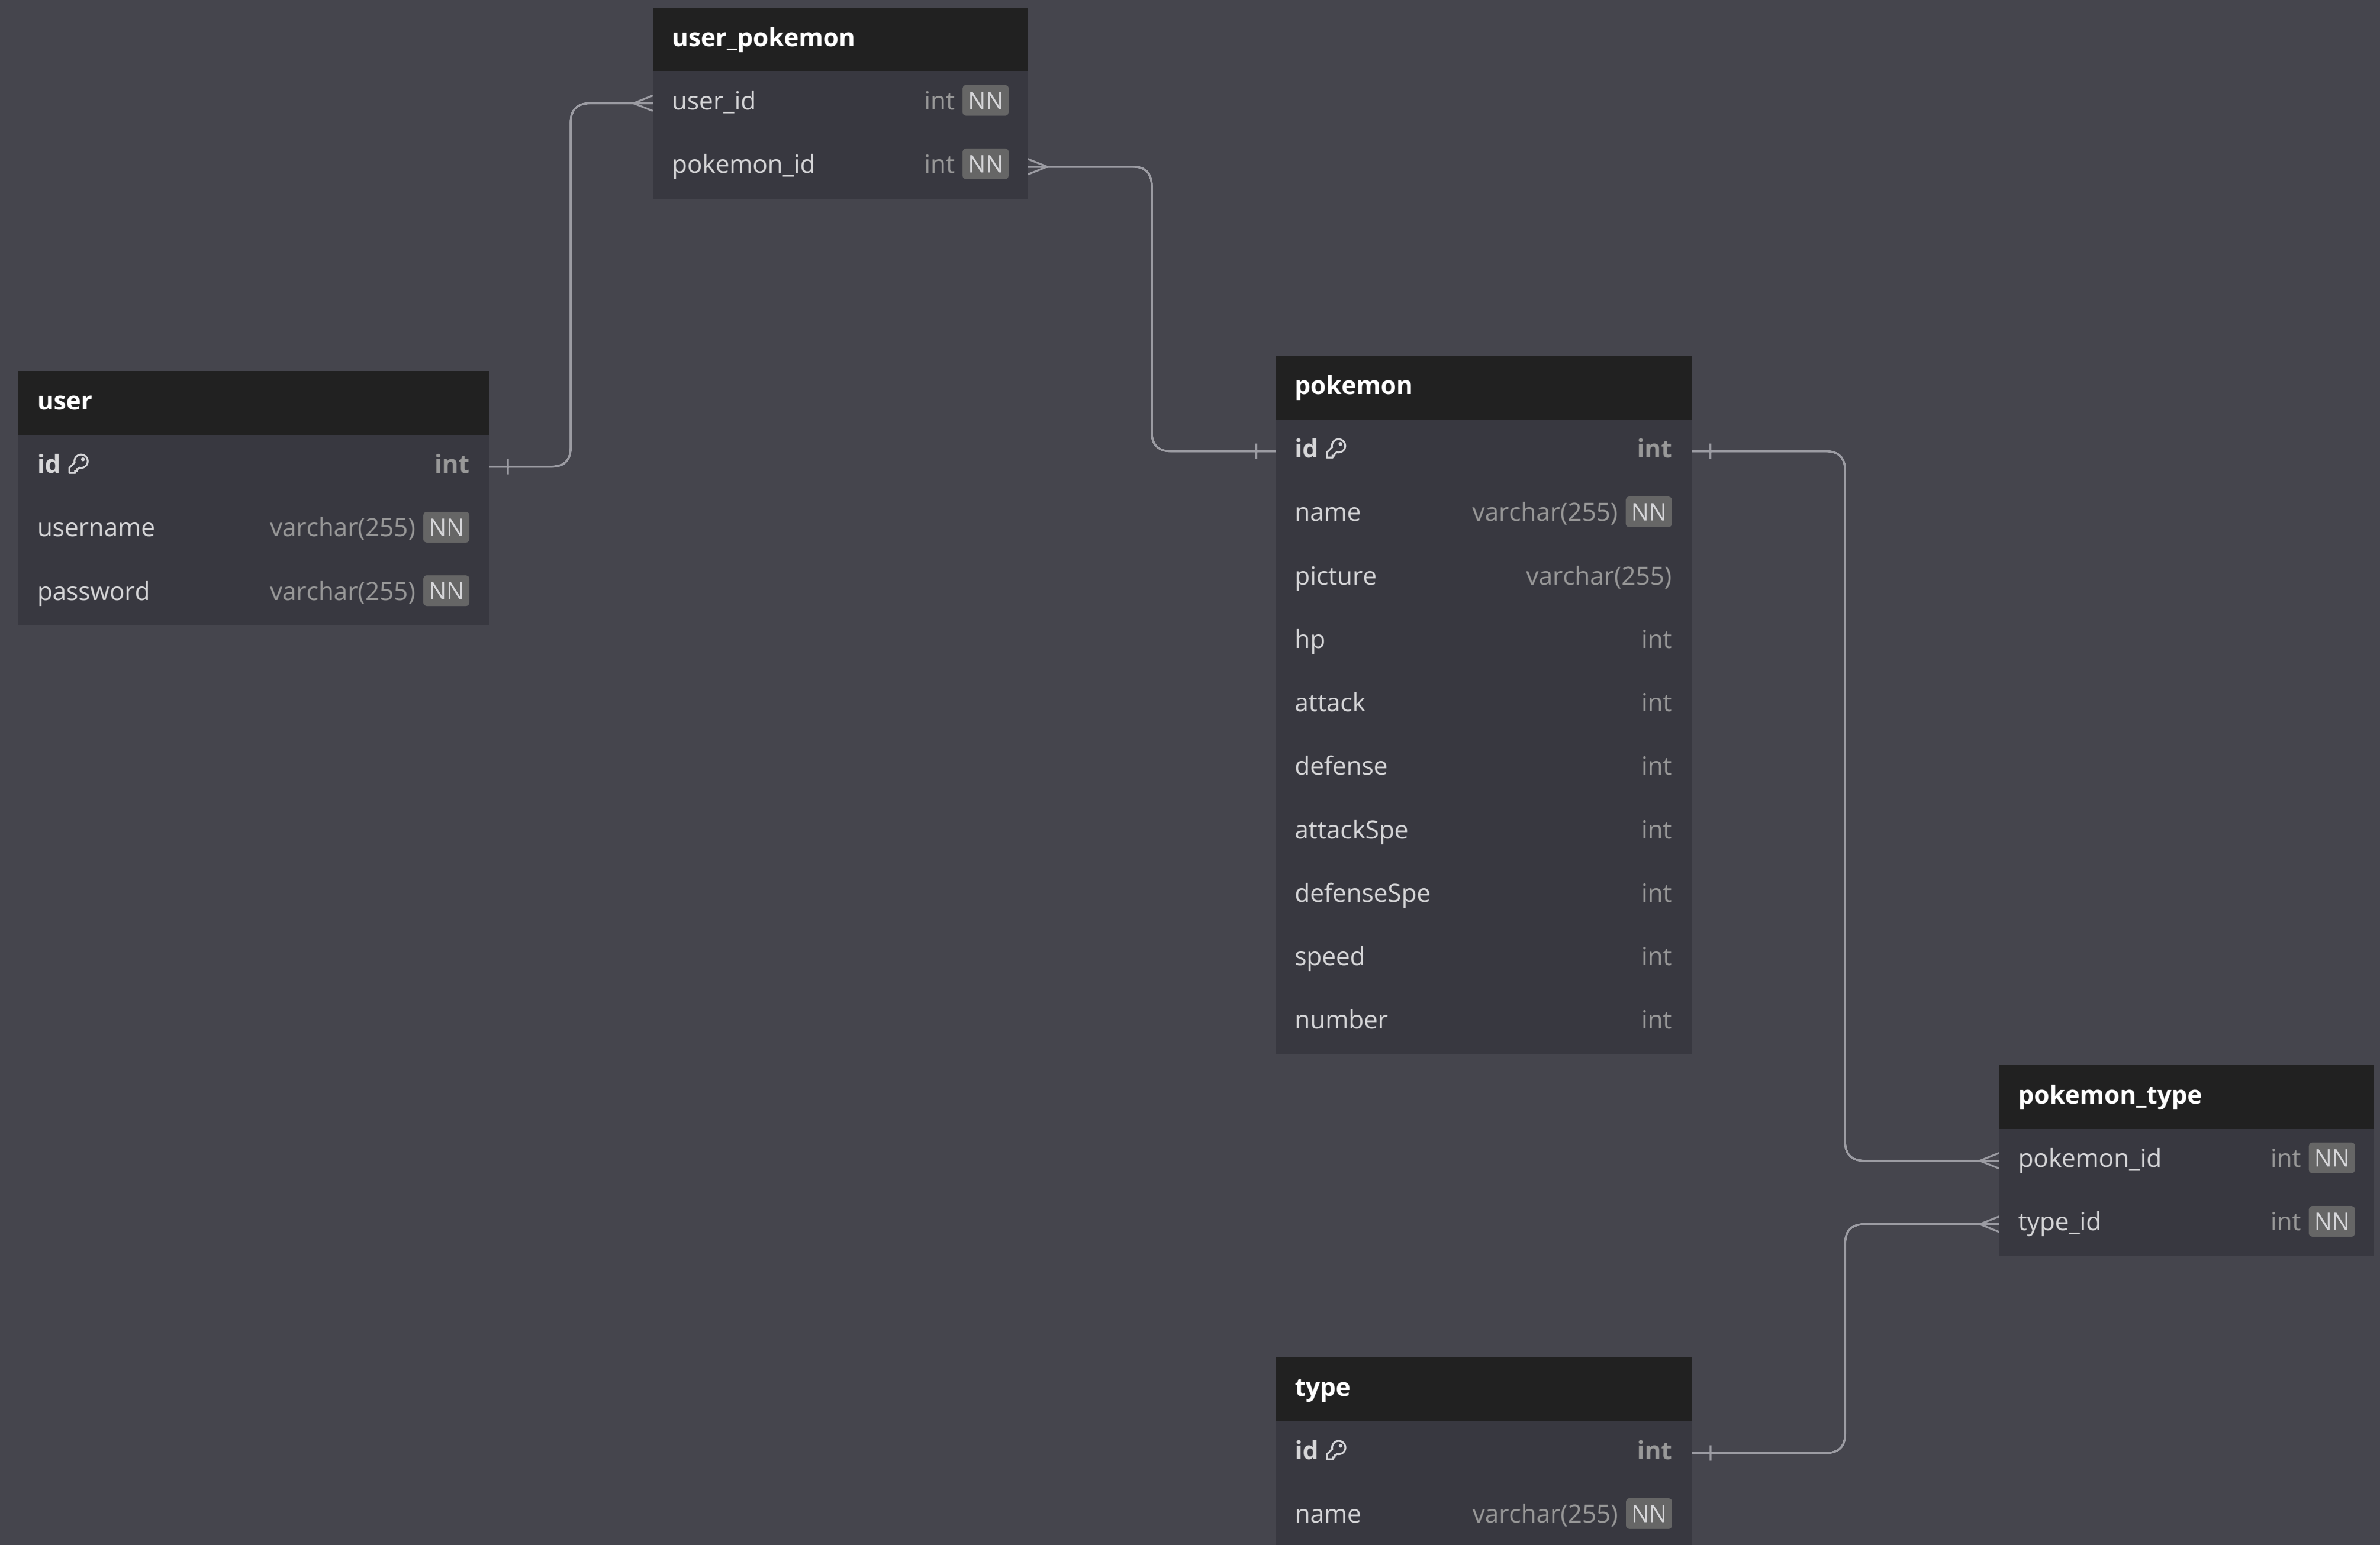 user_pokemon
user_id int NN
pokemon_id int NN
user
id int
username varchar(255) NN
password varchar(255) NN
pokemon
id int
name varchar(255) NN
picture varchar(255)
hp int
attack int
defense int
attackSpe int
defenseSpe int
speed int
number int
pokemon_type
pokemon_id int NN
type_id int NN
type
id int
name varchar(255) NN